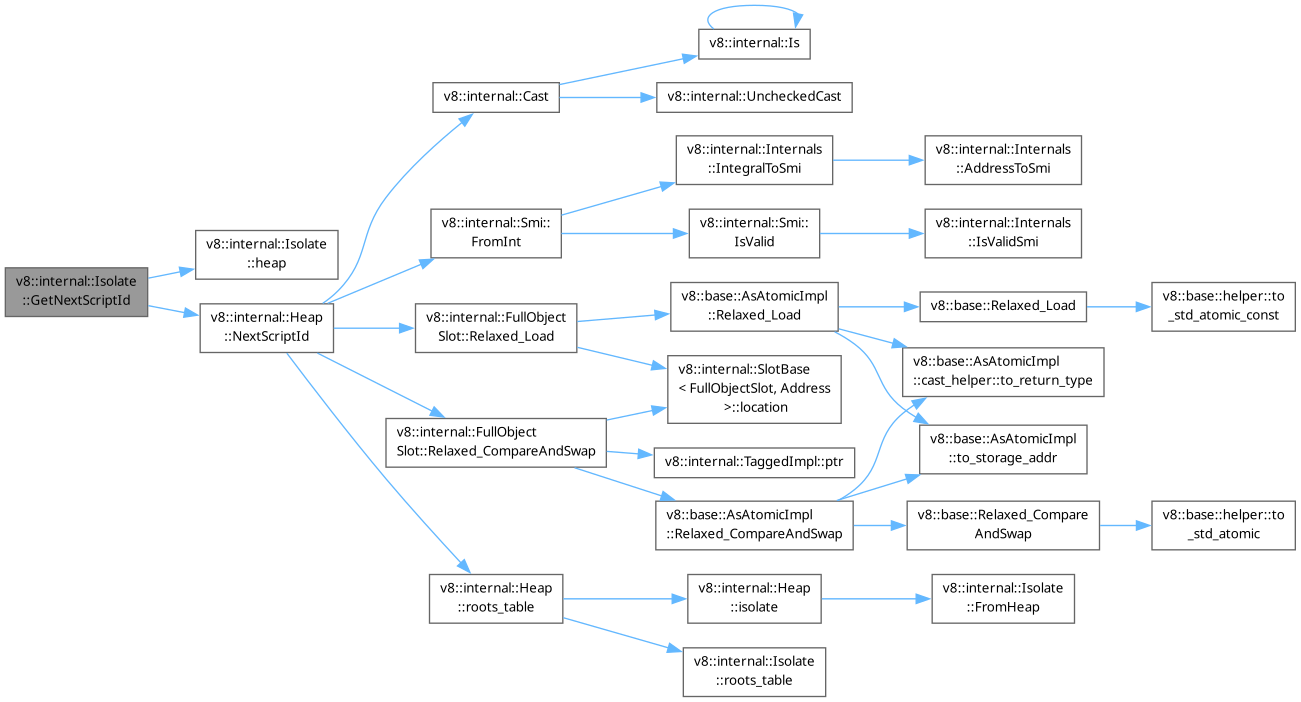 v8::internal::Isolate
::GetNextScriptId
v8::internal::Isolate
::heap
v8::internal::Heap
::NextScriptId
v8::internal::Cast
v8::internal::Is
v8::internal::UncheckedCast
v8::internal::Smi::
FromInt
v8::internal::Internals
::IntegralToSmi
v8::internal::Internals
::AddressToSmi
v8::internal::Smi::
IsValid
v8::internal::Internals
::IsValidSmi
v8::internal::FullObject
Slot::Relaxed_Load
v8::base::AsAtomicImpl
::Relaxed_Load
v8::base::Relaxed_Load
v8::base::helper::to
_std_atomic_const
v8::base::AsAtomicImpl
::cast_helper::to_return_type
v8::base::AsAtomicImpl
::to_storage_addr
v8::internal::SlotBase
< FullObjectSlot, Address
>::location
v8::internal::FullObject
Slot::Relaxed_CompareAndSwap
v8::internal::TaggedImpl::ptr
v8::base::AsAtomicImpl
::Relaxed_CompareAndSwap
v8::base::Relaxed_Compare
AndSwap
v8::base::helper::to
_std_atomic
v8::internal::Heap
::roots_table
v8::internal::Heap
::isolate
v8::internal::Isolate
::FromHeap
v8::internal::Isolate
::roots_table